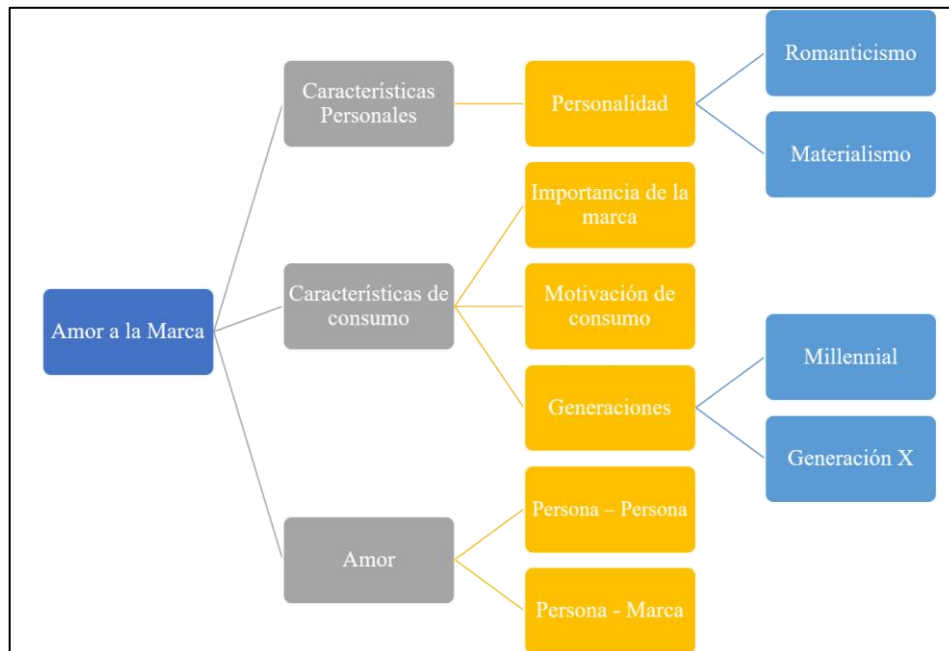 Amor a la Marca
Características
Personales
Personalidad
Romanticismo
Materialismo
Características de
consumo
Importancia de la
marca
Motivación de
consumo
Generaciones
Millennial
Generación X
Amor
Persona – Persona
Persona - Marca